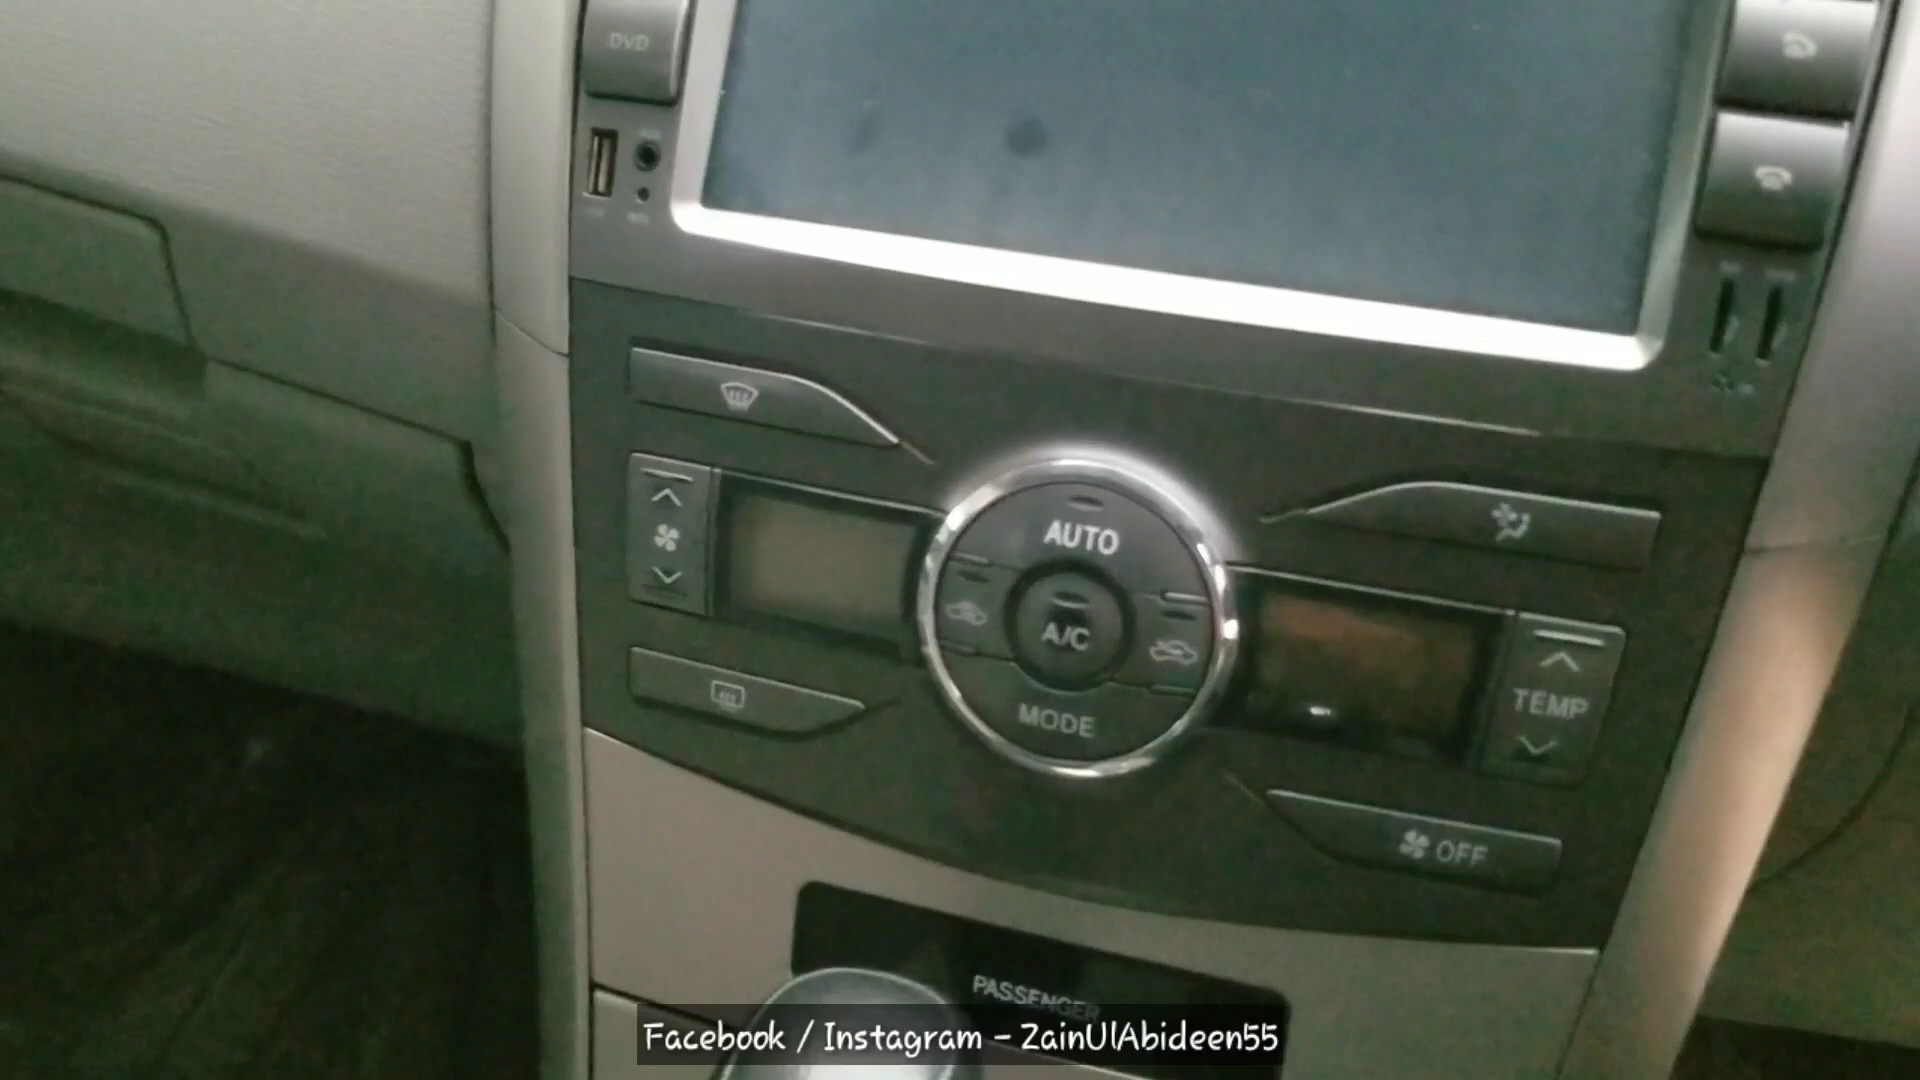 DVD
AUTO
A/C
MODE
TEMP
OFF
PASSENGER
Facebook / Instagram - ZainUlAbideen55